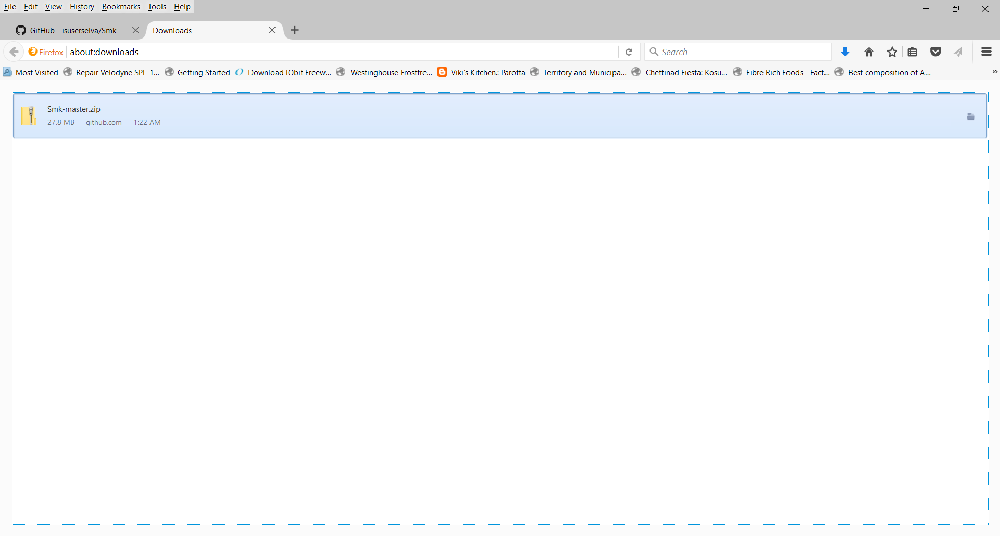 File Edit View History Bookmarks Tools Help
GitHub - isuserselva/Smk Downloads
Firefox about:downloads Search
Most Visited Repair Velodyne SPL-1... Getting Started Download IObit Freew... Westinghouse Frostfre... Viki's Kitchen.: Parotta Territory and Municipa... Chettinad Fiesta: Kosu... Fibre Rich Foods - Fact... Best composition of A... »
Smk-master.zip
27.8 MB — github.com — 1:22 AM